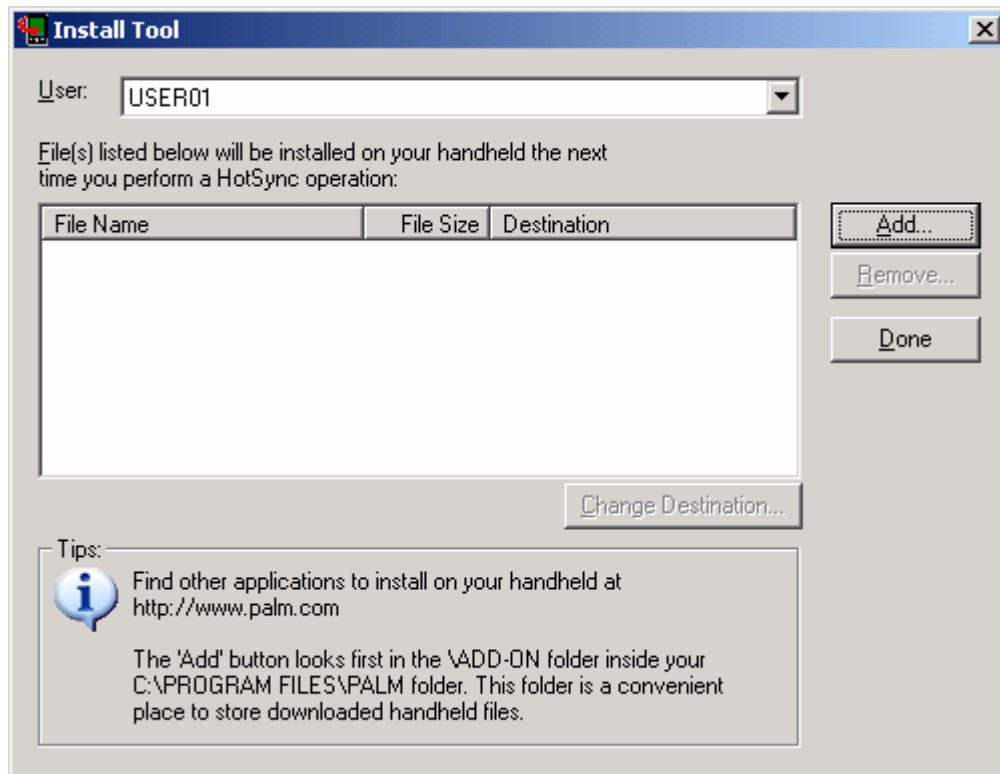 Install Tool
User: USER01
File(s) listed below will be installed on your handheld the next
time you perform a HotSync operation:
File Name File Size Destination
Add...
Remove...
Done
Change Destination...
Tips:
Find other applications to install on your handheld at
http://www.palm.com
The 'Add' button looks first in the \ADD-ON folder inside your
C:\PROGRAM FILES\PALM folder. This folder is a convenient
place to store downloaded handheld files.